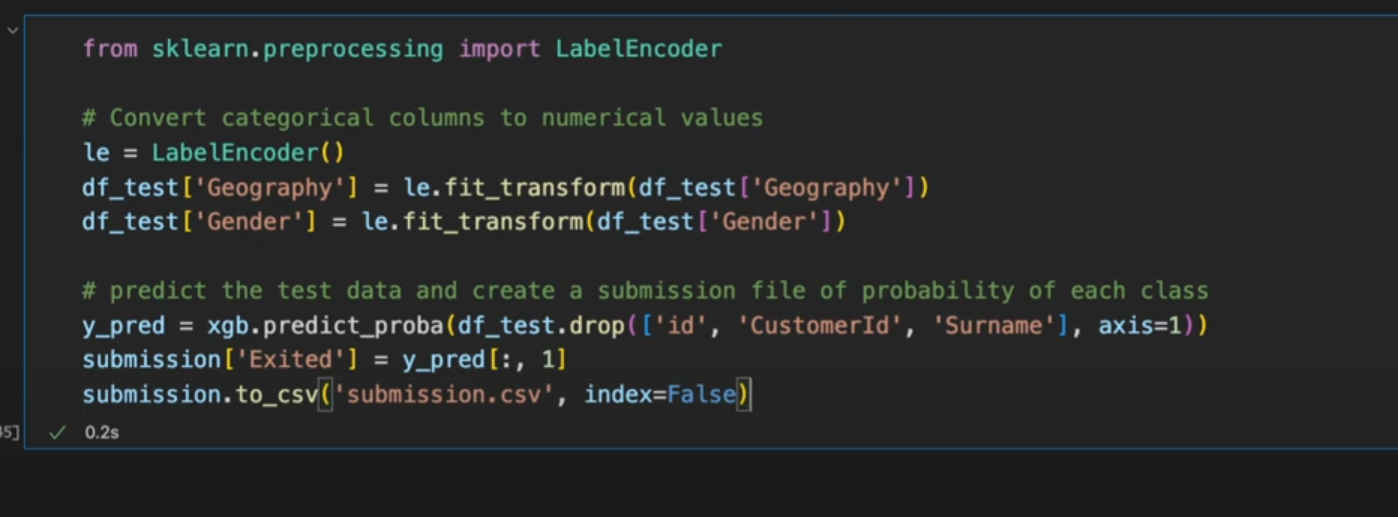 from sklearn.preprocessing import LabelEncoder
# Convert categorical columns to numerical values
le = LabelEncoder()
df_test['Geography'] = le.fit_transform(df_test['Geography'])
df_test['Gender'] = le.fit_transform(df_test['Gender'])
# predict the test data and create a submission file of probability of each class
y_pred = xgb.predict_proba(df_test.drop(['id', 'CustomerId', 'Surname'], axis=1))
submission['Exited'] = y_pred[:, 1]
submission.to_csv('submission.csv', index=False)
5] ✓ 0.2s